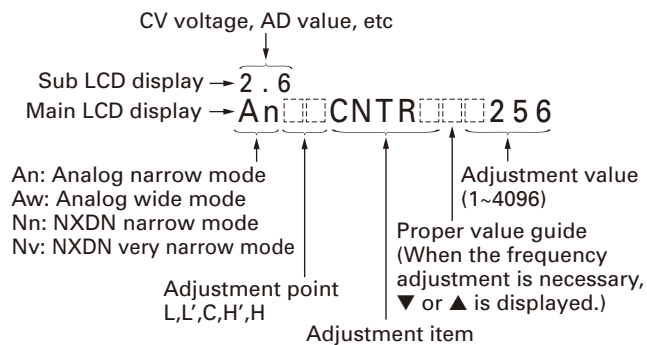 CV voltage, AD value, etc
Sub LCD display 2.6
Main LCD display An CNTR 256
An: Analog narrow mode
Aw: Analog wide mode
Nn: NXDN narrow mode
Nv: NXDN very narrow mode
Adjustment point
L,L′,C,H′,H
Adjustment item
Proper value guide
(When the frequency
adjustment is necessary,
▼ or ▲ is displayed.)
Adjustment value
(1~4096)